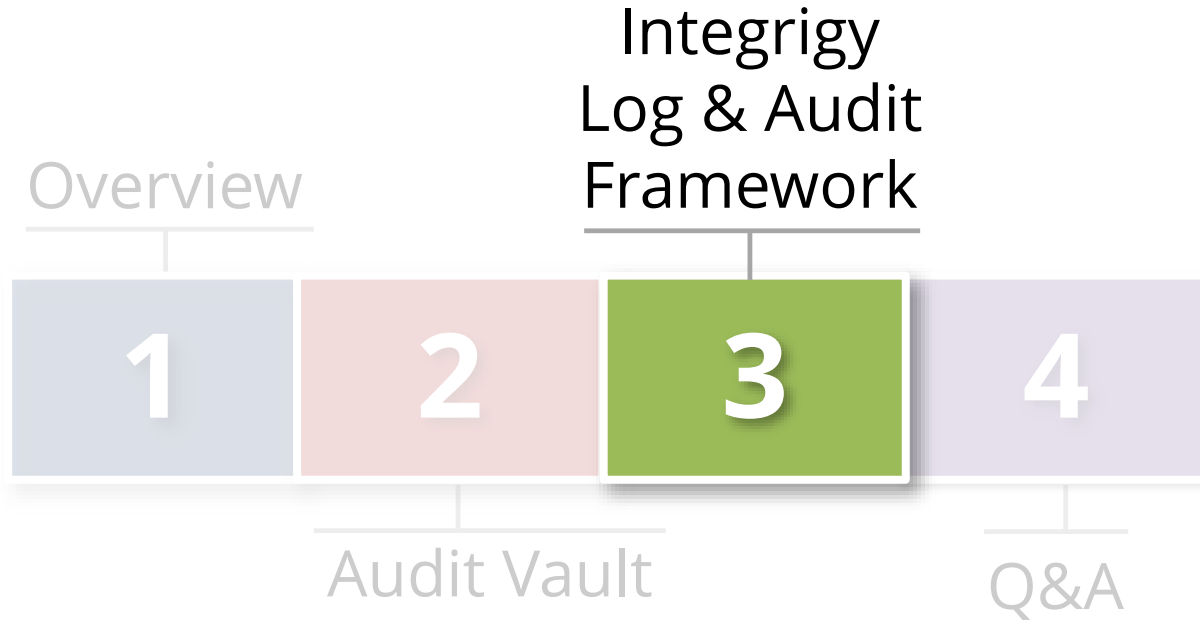 Integrigy
Log & Audit
Framework
Overview
1
2
3
4
Audit Vault
Q&A